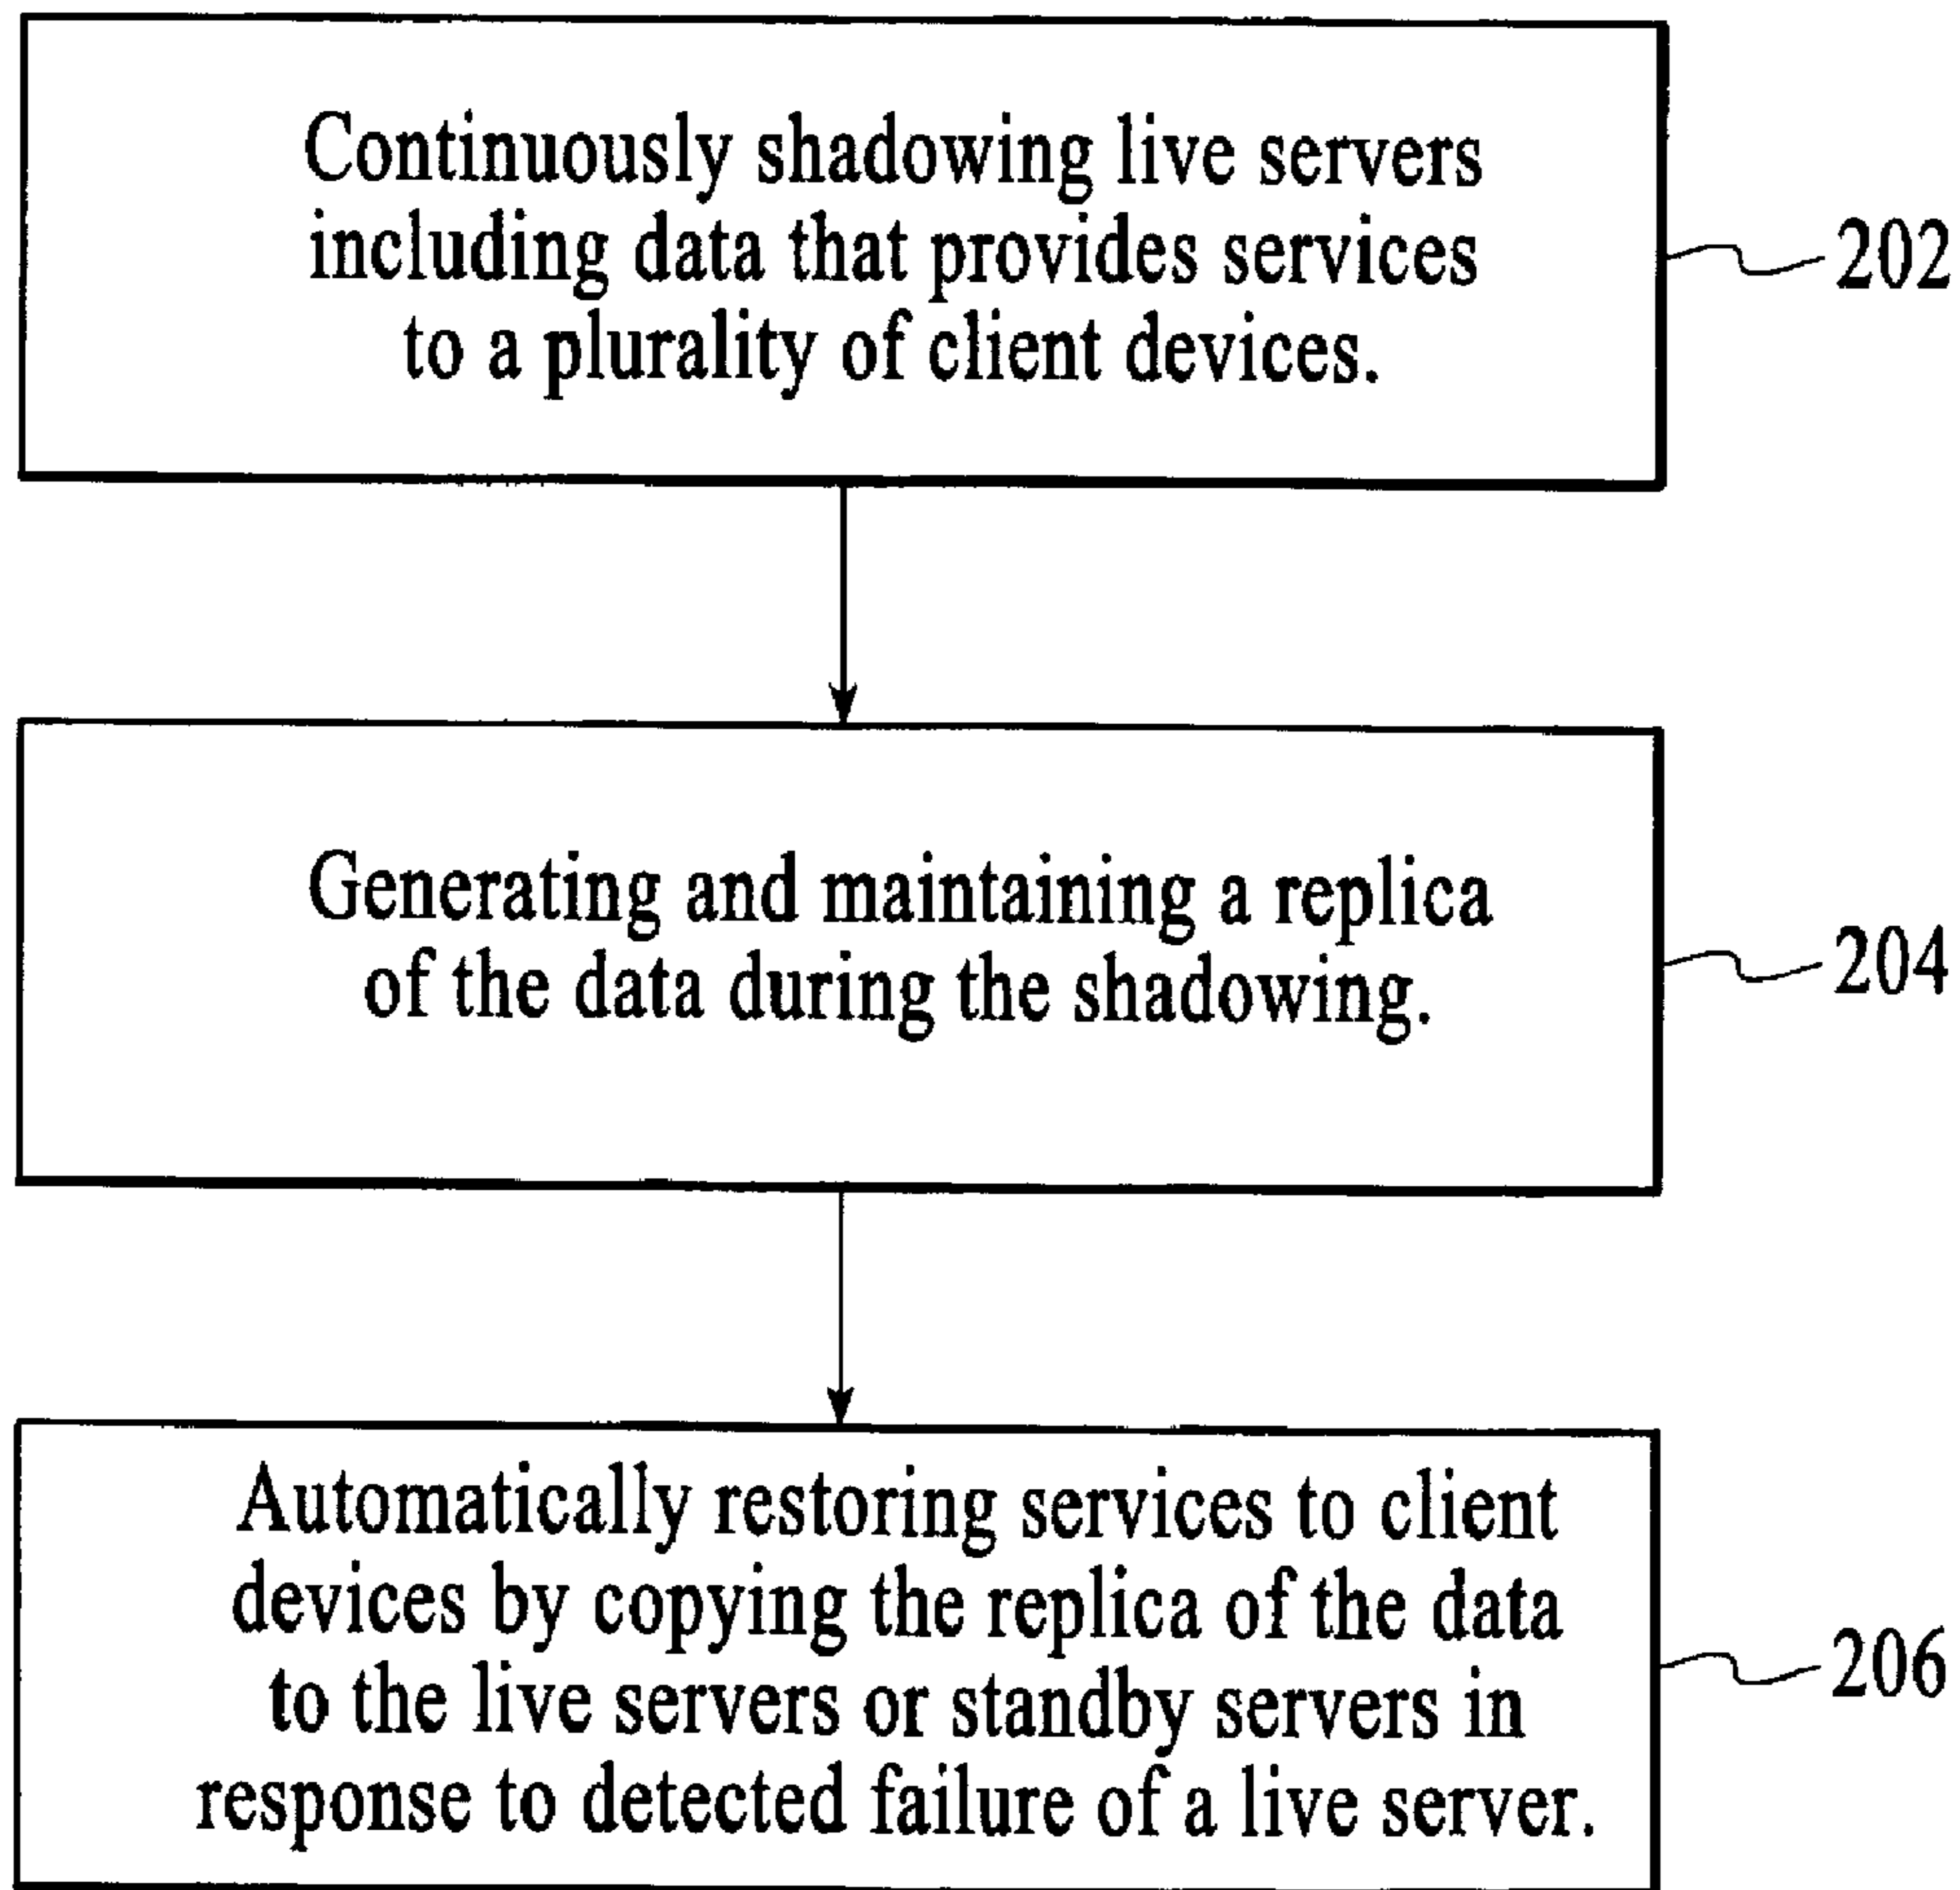 Continuously shadowing live servers
including data that provides services
to a plurality of client devices.
202
Generating and maintaining a replica
of the data during the shadowing.
204
Automatically restoring services to client
devices by copying the replica of the data
to the live servers or standby servers in
response to detected failure of a live server.
206